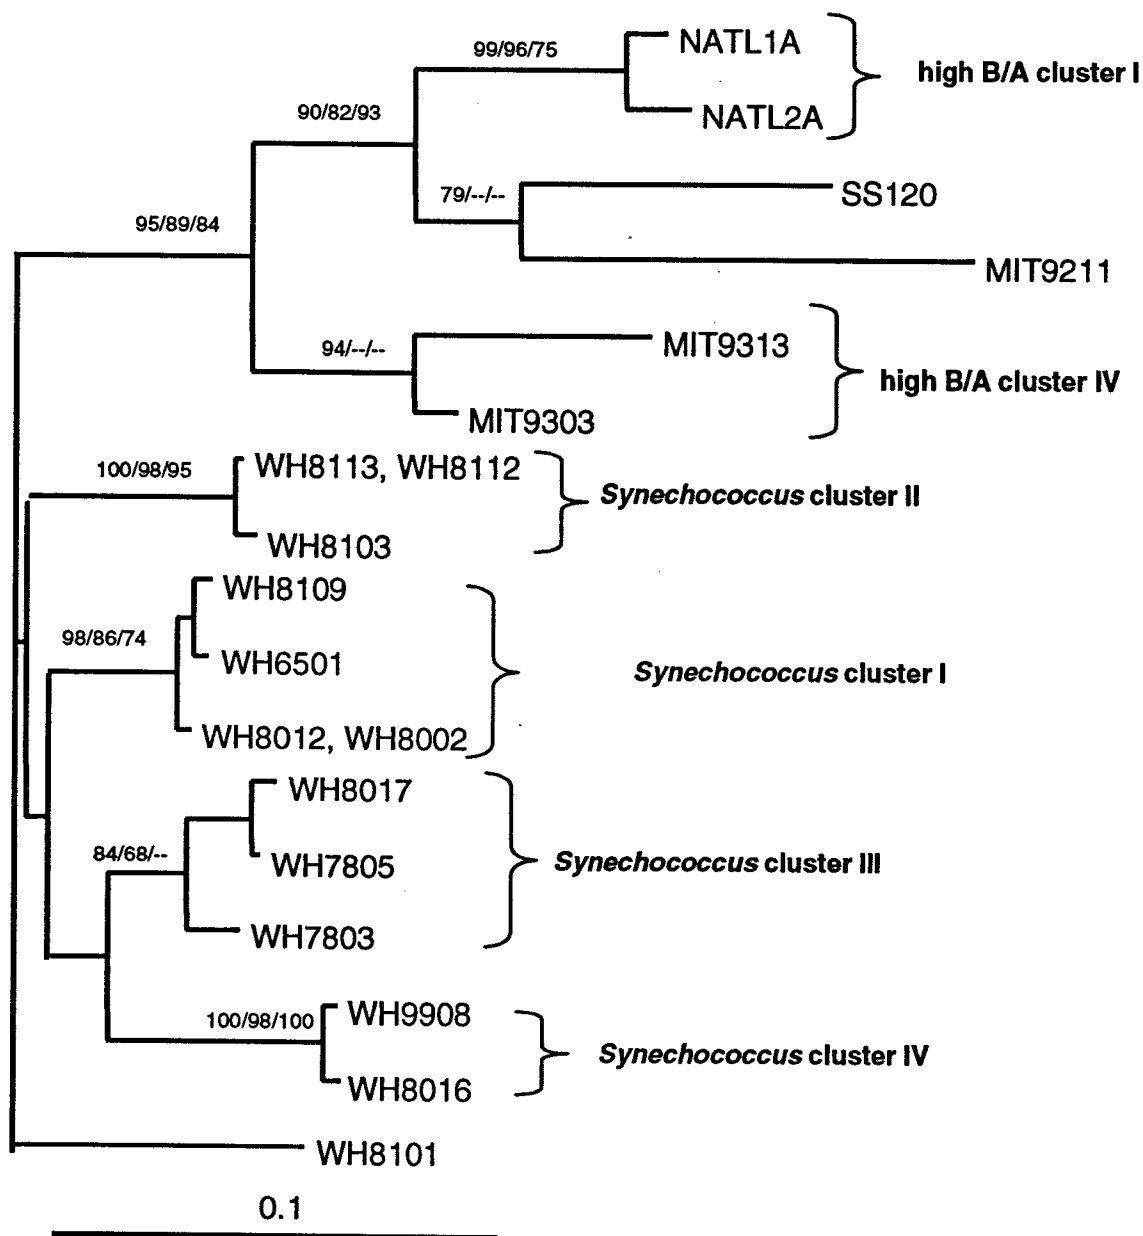 99/96/75
NATL1A
high B/A cluster I
NATL2A
90/82/93
79/--/--
SS120
MIT9211
95/89/84
94/--/--
MIT9313
high B/A cluster IV
MIT9303
100/98/95
WH8113, WH8112
Synechococcus cluster II
WH8103
WH8109
98/86/74
WH6501
Synechococcus cluster I
WH8012, WH8002
WH8017
84/68/--
WH7805
Synechococcus cluster III
WH7803
100/98/100
WH9908
Synechococcus cluster IV
WH8016
WH8101
0.1